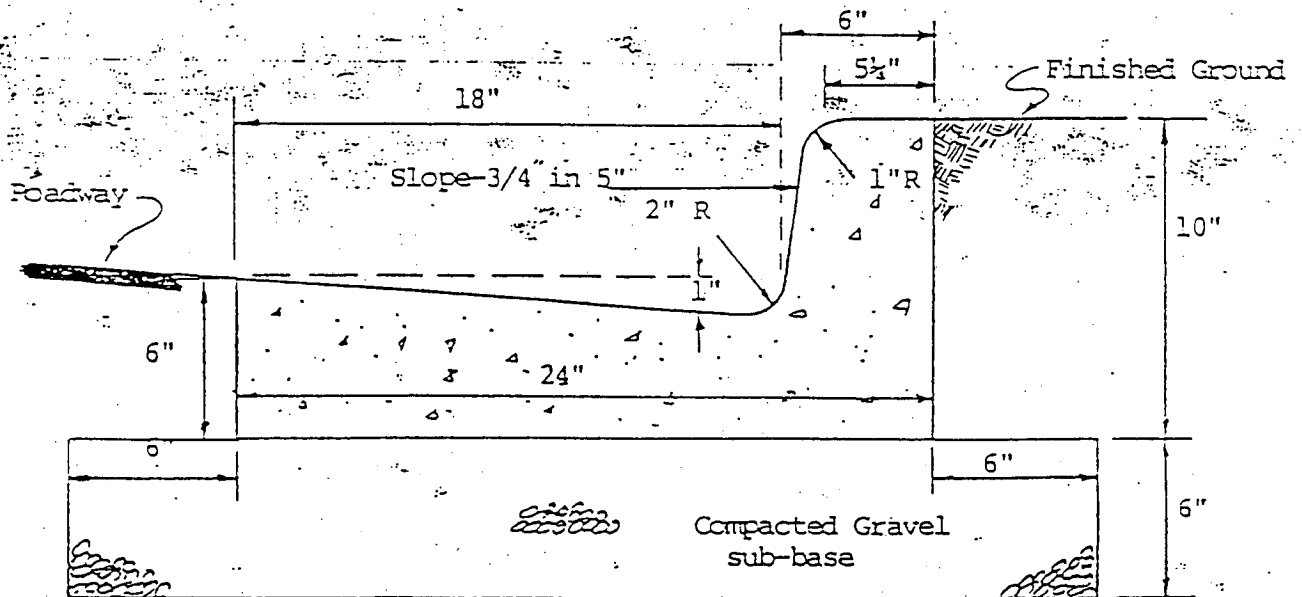 6"
5¼"
Finished Ground
18"
Slope-3/4" in 5"
1"R
Roadway
2" R
10"
1"
6"
24"
6"
6"
Compacted Gravel
sub-base